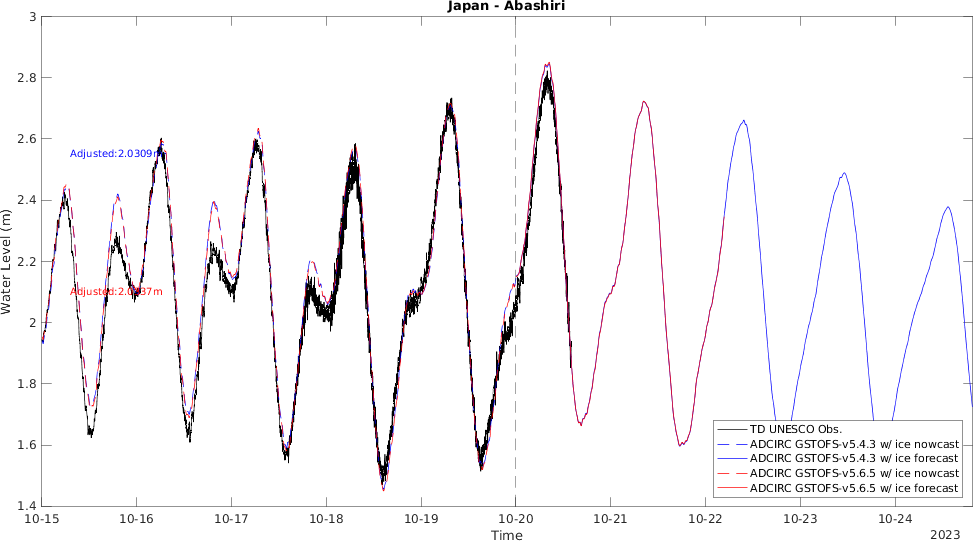 Japan - Abashiri
3
2.8
2.6
2.4
2.2
2
1.8
1.6
1.4
Water Level (m)
Adjusted:2.0309m
TD UNESCO Obs.
ADCIRC GSTOFS-v5.4.3 w/ ice nowcast
ADCIRC GSTOFS-v5.4.3 w/ ice forecast
ADCIRC GSTOFS-v5.6.5 w/ ice nowcast
ADCIRC GSTOFS-v5.6.5 w/ ice forecast
10-15 10-16 10-17 10-18 10-19 10-20 10-21 10-22 10-23 10-24
Time
2023